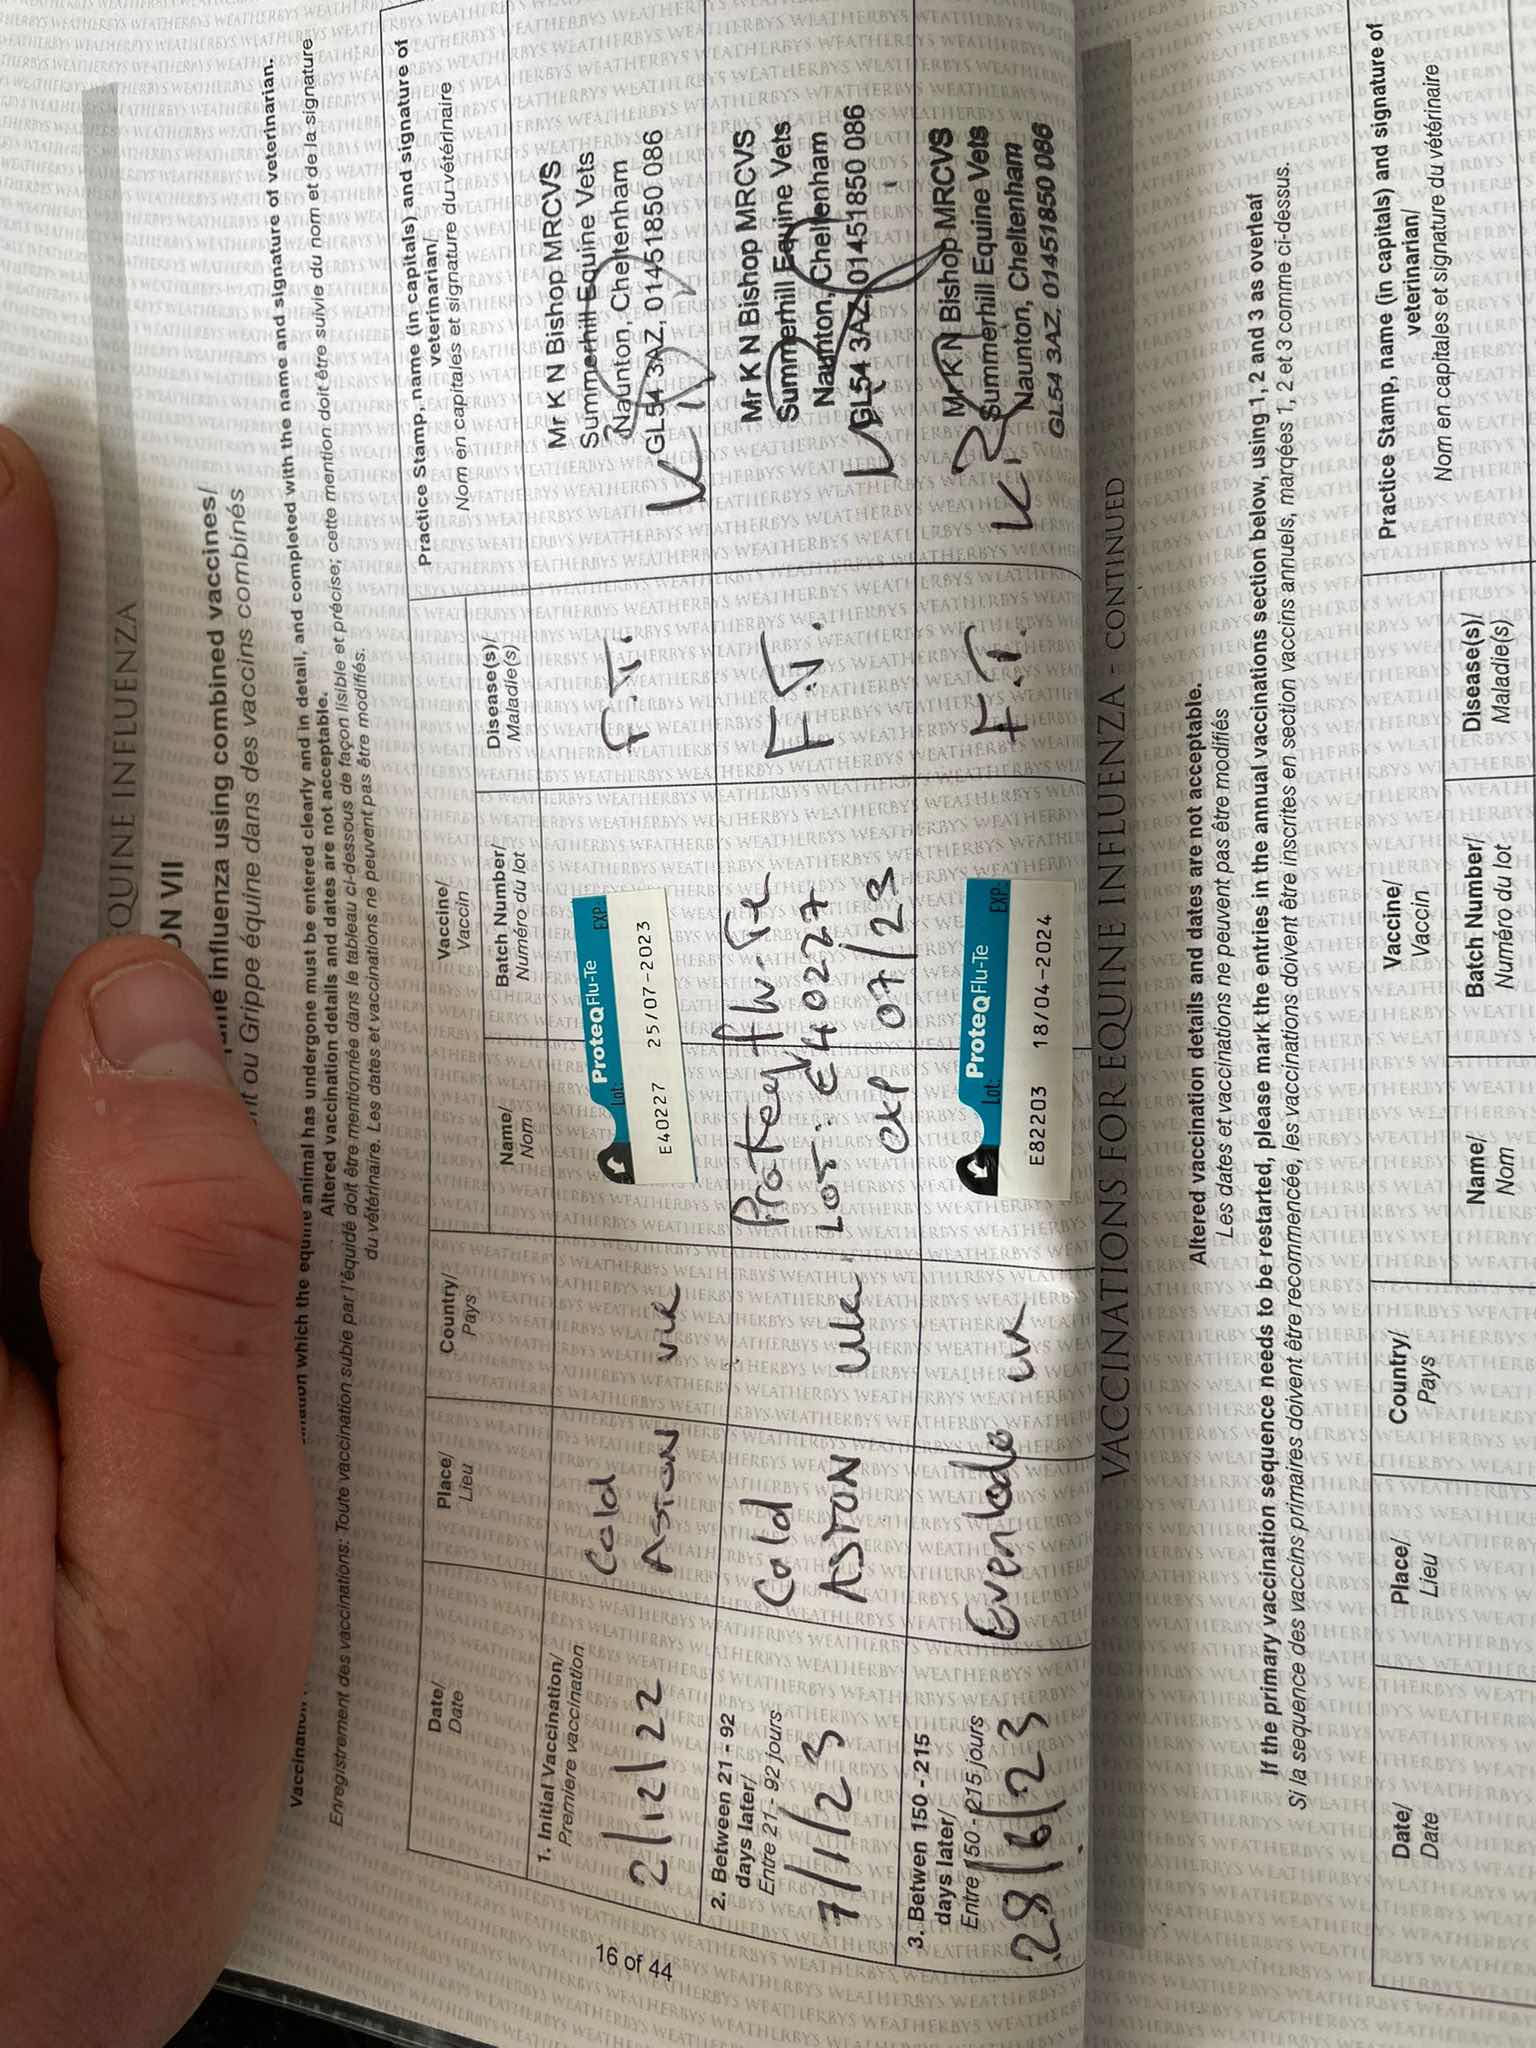 EQUINE INFLUENZA
ON VII
influenza using combined vaccines/
ou Grippe équine dans des vaccins combinés
which the equine animal has undergone must be entered clearly and in detail, and completed with the name and signature of veterinarian.
Altered vaccination details and dates are not acceptable.
Enregistrement des vaccinations: Toute vaccination subie par l'équidé doit être mentionnée dans le tableau ci-dessous de façon lisible et précise; cette mention doit être suivie du nom et de la signature
du vétérinaire. Les dates et vaccinations ne peuvent pas être modifiés.
Date/
Date
Place/
Lieu
Country/
Pays
Vaccine/
Vaccin
Name/
Nom
Batch Number/
Numéro du lot
Disease(s)/
Maladie(s)
Practice Stamp, name (in capitals) and signature of
veterinarian/
Nom en capitales et signature du vétérinaire
1. Initial Vaccination/
Première vaccination
2/12/22
Cold
ASTON
UK
ProteQ Flu-Te
Lot: EXP:
E40227 25/07-2023
F.T.
Mr K N Bishop MRCVS
Summerhill Equine Vets
Naunton, Cheltenham
GL54 3AZ, 01451850 086
2. Between 21 - 92
days later/
Entre 21 - 92 jours
7/1/23
Cold
ASTON
UK
Proteqflu-Te
LOT: E40227
exp 07/23
F.T.
Mr K N Bishop MRCVS
Summerhill Equine Vets
Naunton, Cheltenham
GL54 3AZ, 01451850 086
3. Betwen 150 - 215
days later/
Entre 150 - 215 jours
28/6/23
Evenlode
UK
ProteQ Flu-Te
Lot: EXP:
E82203 18/04-2024
F.T.
Mr K N Bishop MRCVS
Summerhill Equine Vets
Naunton, Cheltenham
GL54 3AZ, 01451850 086
16 of 44
VACCINATIONS FOR EQUINE INFLUENZA - CONTINUED
Altered vaccination details and dates are not acceptable.
Les dates et vaccinations ne peuvent pas être modifiés
If the primary vaccination sequence needs to be restarted, please mark the entries in the annual vaccinations section below, using 1, 2 and 3 as overleaf
Si la sequence des vaccins primaires doivent être recommencée, les vaccinations doivent être inscrites en section vaccins annuels, marqées 1, 2 et 3 comme ci-dessus.
Date/
Date
Place/
Lieu
Country/
Pays
Vaccine/
Vaccin
Name/
Nom
Batch Number/
Numéro du lot
Disease(s)/
Maladie(s)
Practice Stamp, name (in capitals) and signature of
veterinarian/
Nom en capitales et signature du vétérinaire